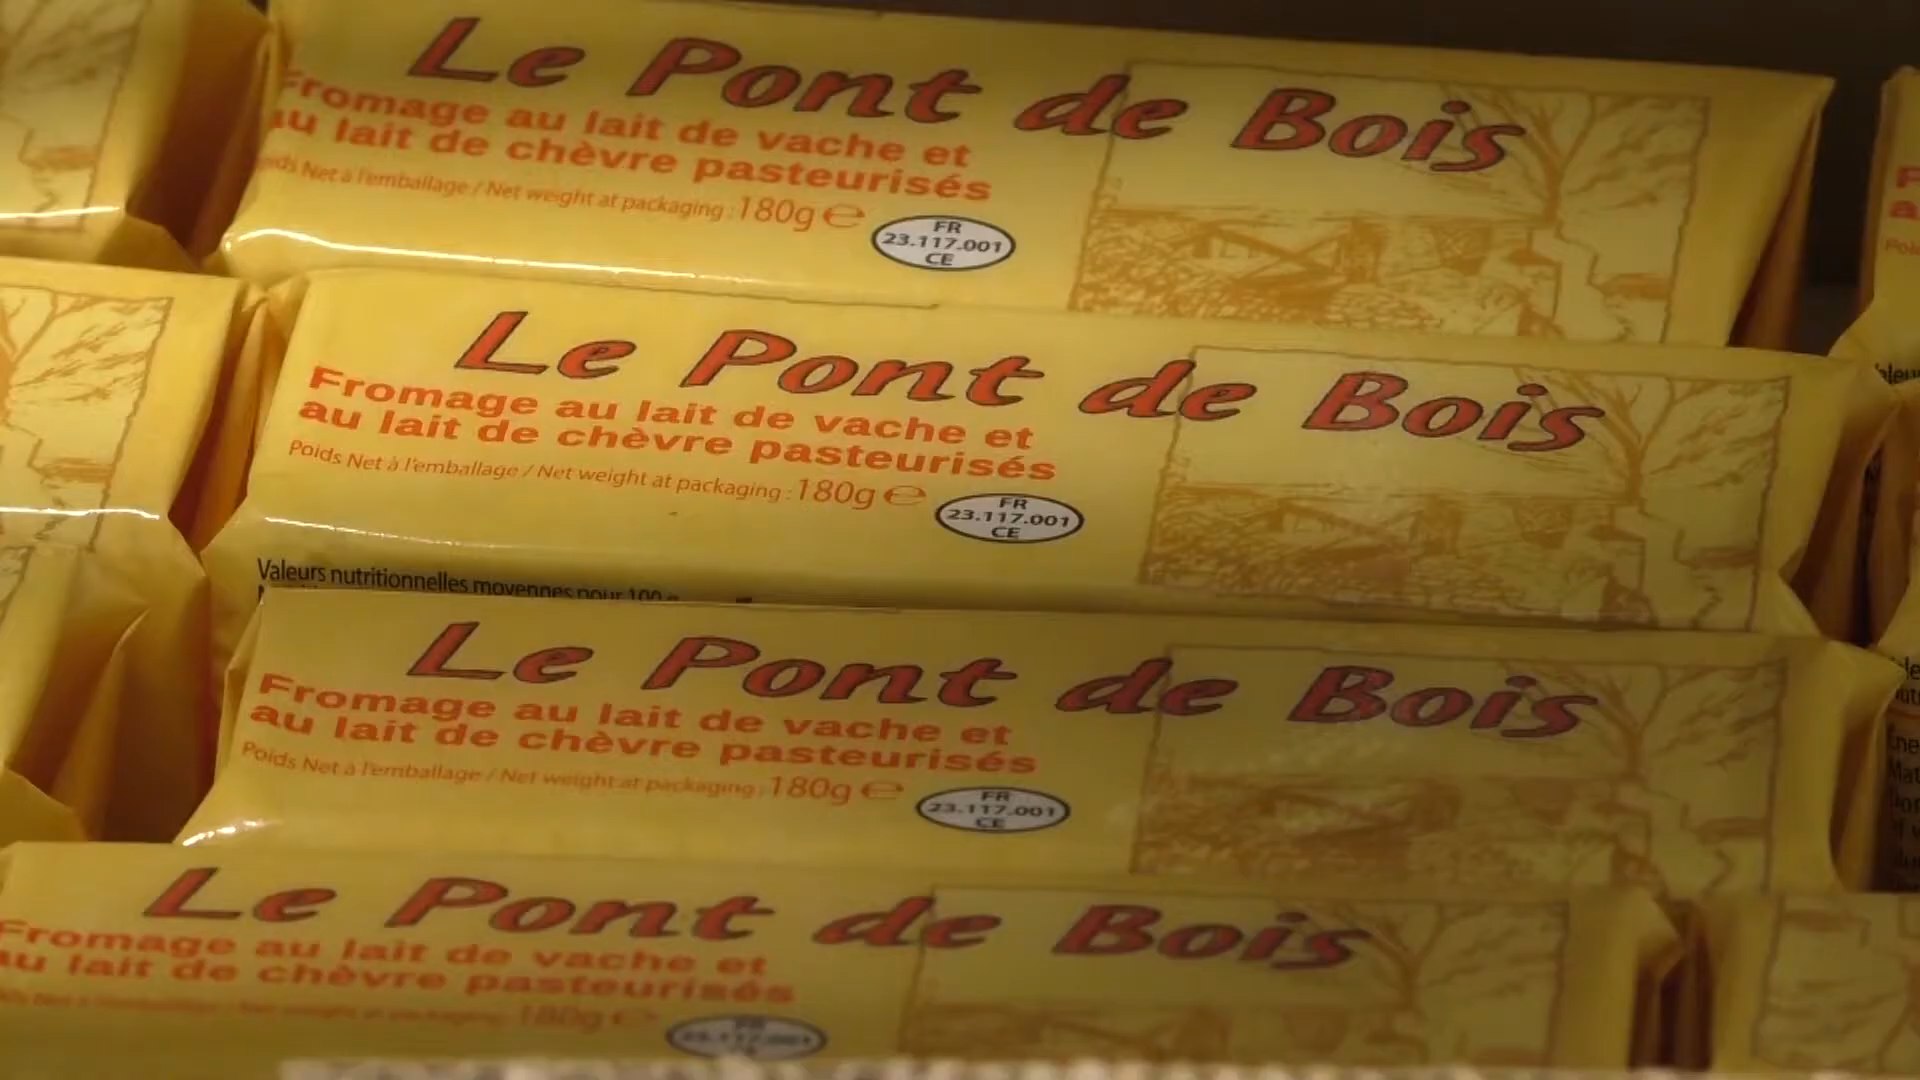 Le Pont de Bois
Fromage au lait de vache et
au lait de chèvre pasteurisés
Net à l'emballage / Net weight at packaging : 180g e
FR
23.117.001
CE
Le Pont de Bois
Fromage au lait de vache et
au lait de chèvre pasteurisés
Poids Net à l'emballage / Net weight at packaging : 180g e
FR
23.117.001
CE
Valeurs nutritionnelles moyennes pour 100 g
Le Pont de Bois
Fromage au lait de vache et
au lait de chèvre pasteurisés
Poids Net à l'emballage / Net weight at packaging : 180g e
FR
23.117.001
CE
Le Pont de Bois
Fromage au lait de vache et
au lait de chèvre pasteurisés
180g e